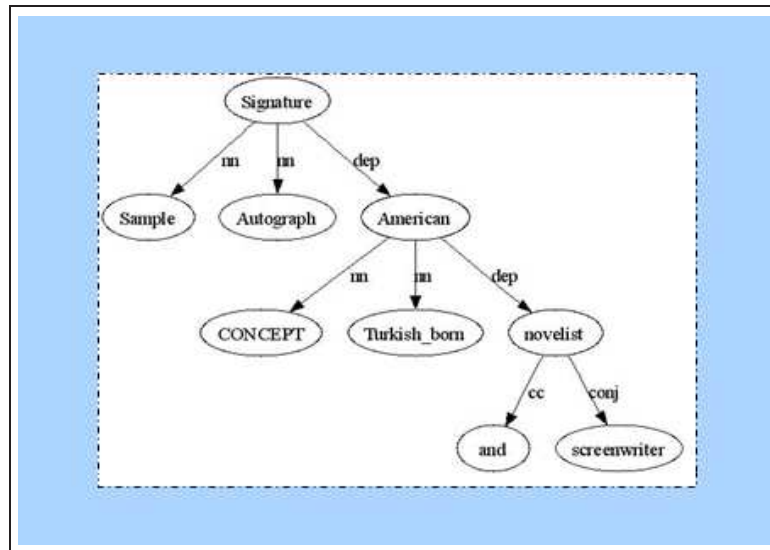 Signature
nn nn dep
Sample Autograph American
nn nn dep
CONCEPT Turkish_born novelist
cc conj
and screenwriter